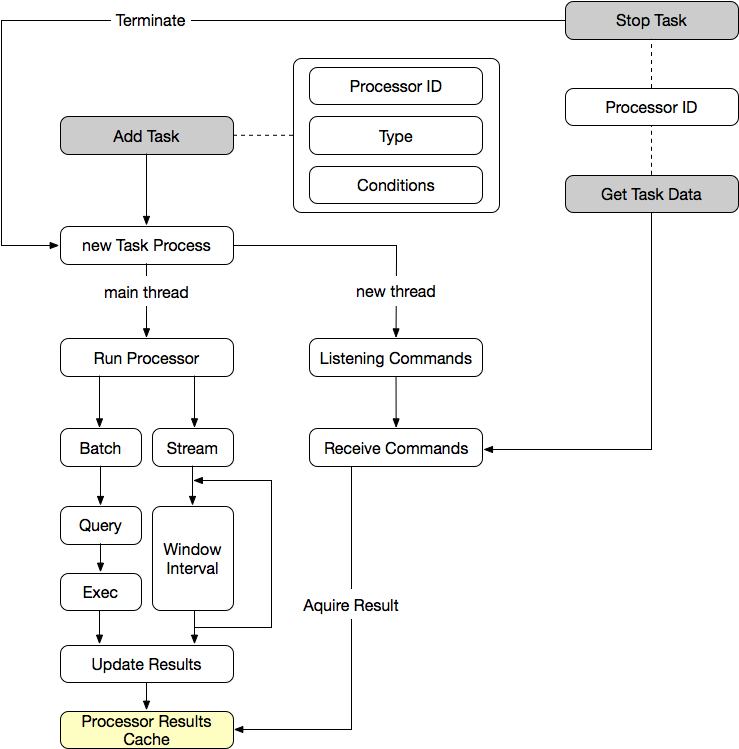 Terminate
Stop Task
Processor ID
Processor ID
Add Task
Type
Conditions
Get Task Data
new Task Process
main thread
new thread
Run Processor
Listening Commands
Batch
Stream
Receive Commands
Query
Window
Interval
Exec
Aquire Result
Update Results
Processor Results
Cache